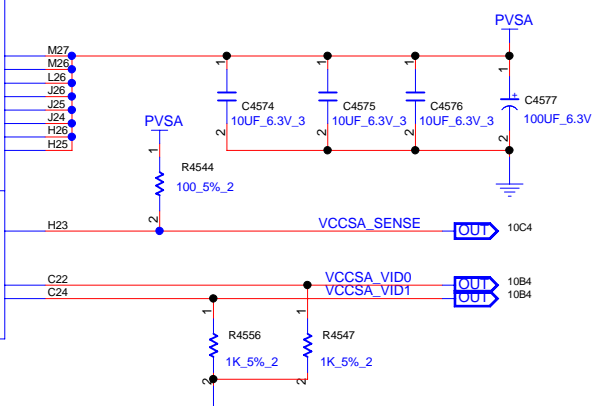 PVSA
M27
M26
L26
J26
J25
J24
H26
H25
1
2
C4574
10UF_6.3V_3
1
2
C4575
10UF_6.3V_3
1
2
C4576
10UF_6.3V_3
1
+
2
C4577
100UF_6.3V
PVSA
1
2
R4544
100_5%_2
H23
VCCSA_SENSE
OUT
10C4
C22
VCCSA_VID0
OUT
10B4
C24
VCCSA_VID1
OUT
10B4
1
2
R4556
1K_5%_2
1
2
R4547
1K_5%_2